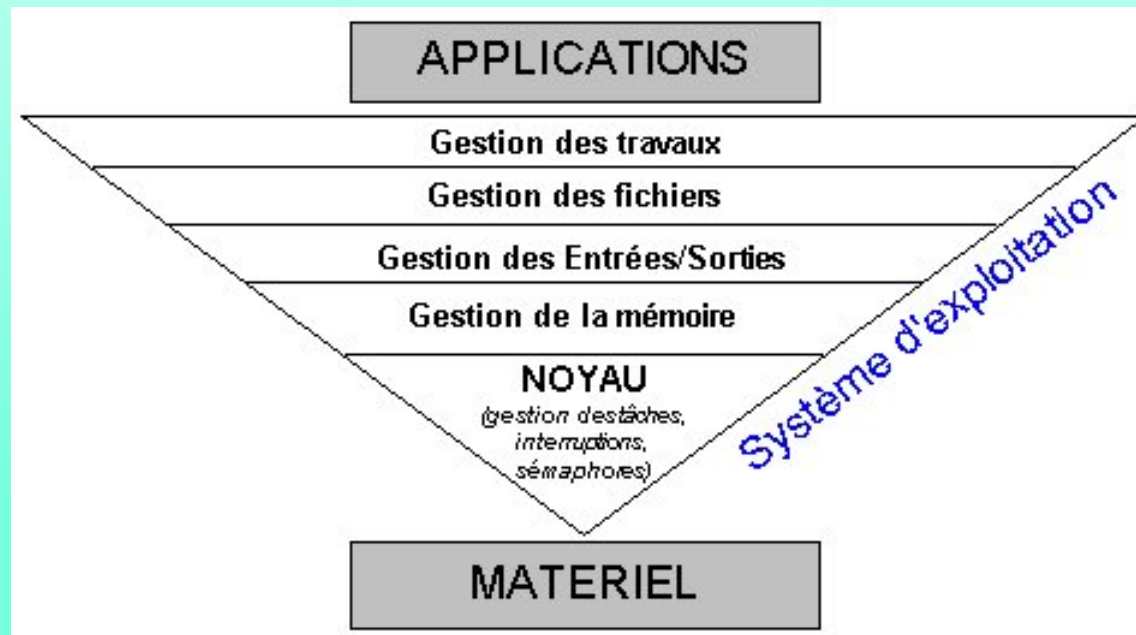 APPLICATIONS
Gestion des travaux
Gestion des fichiers
Gestion des Entrées/Sorties
Gestion de la mémoire
NOYAU
(gestion destâches,
interruptions,
sémaphores)
Système d'exploitation
MATERIEL